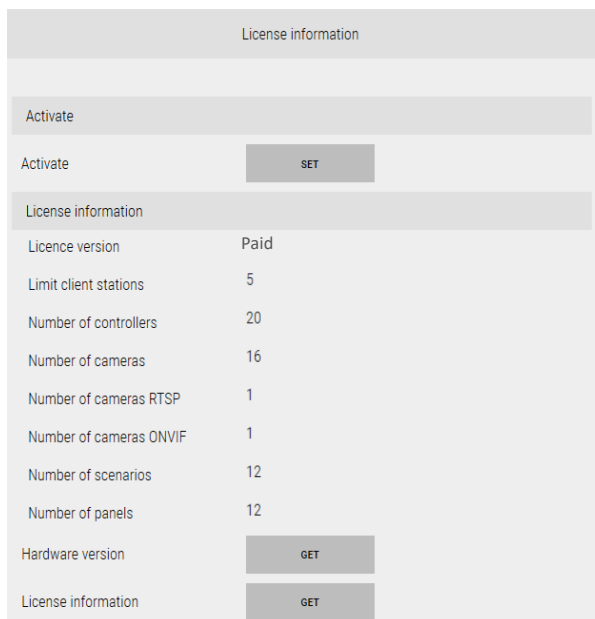 License information
Activate
Activate SET
License information
Licence version Paid
Limit client stations 5
Number of controllers 20
Number of cameras 16
Number of cameras RTSP 1
Number of cameras ONVIF 1
Number of scenarios 12
Number of panels 12
Hardware version GET
License information GET